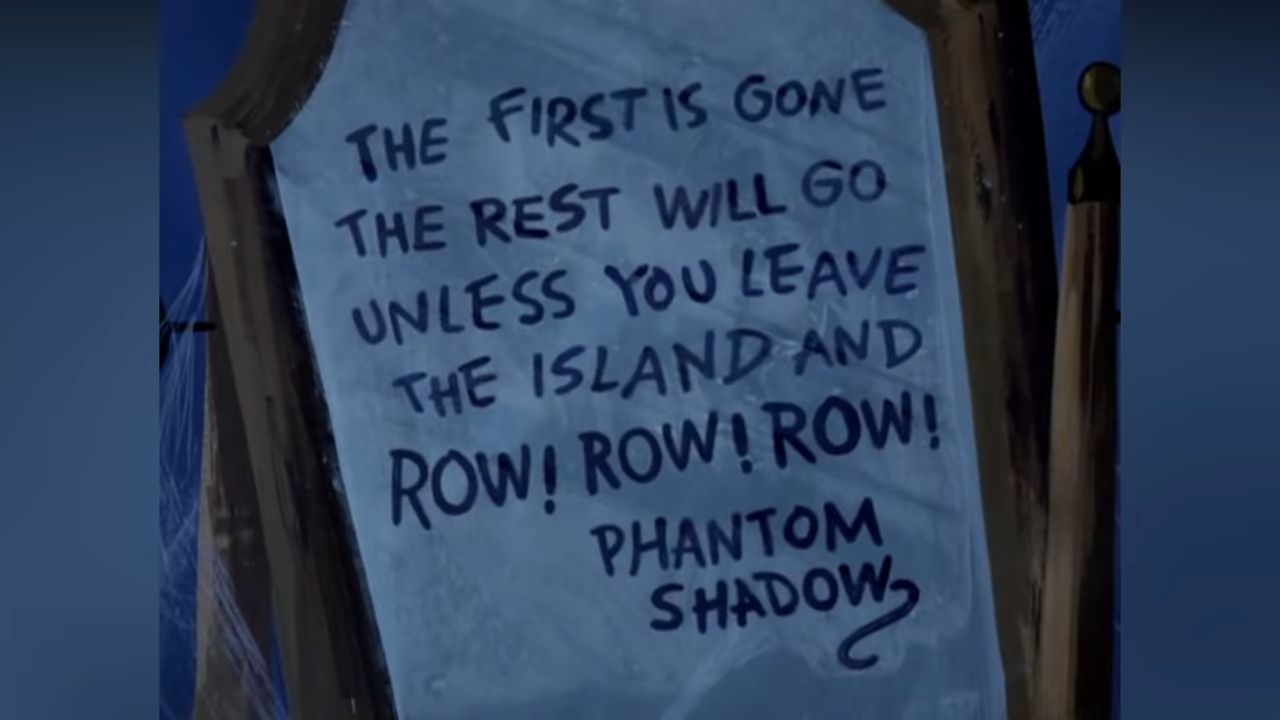 THE FIRST IS GONE
THE REST WILL GO
UNLESS YOU LEAVE
THE ISLAND AND
ROW! ROW! ROW!
PHANTOM
SHADOW